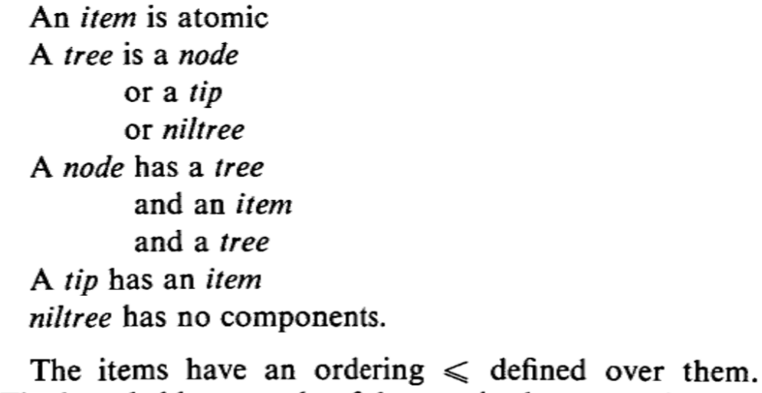 An item is atomic
A tree is a node
or a tip
or niltree
A node has a tree
and an item
and a tree
A tip has an item
niltree has no components.
The items have an ordering ⩽ defined over them.